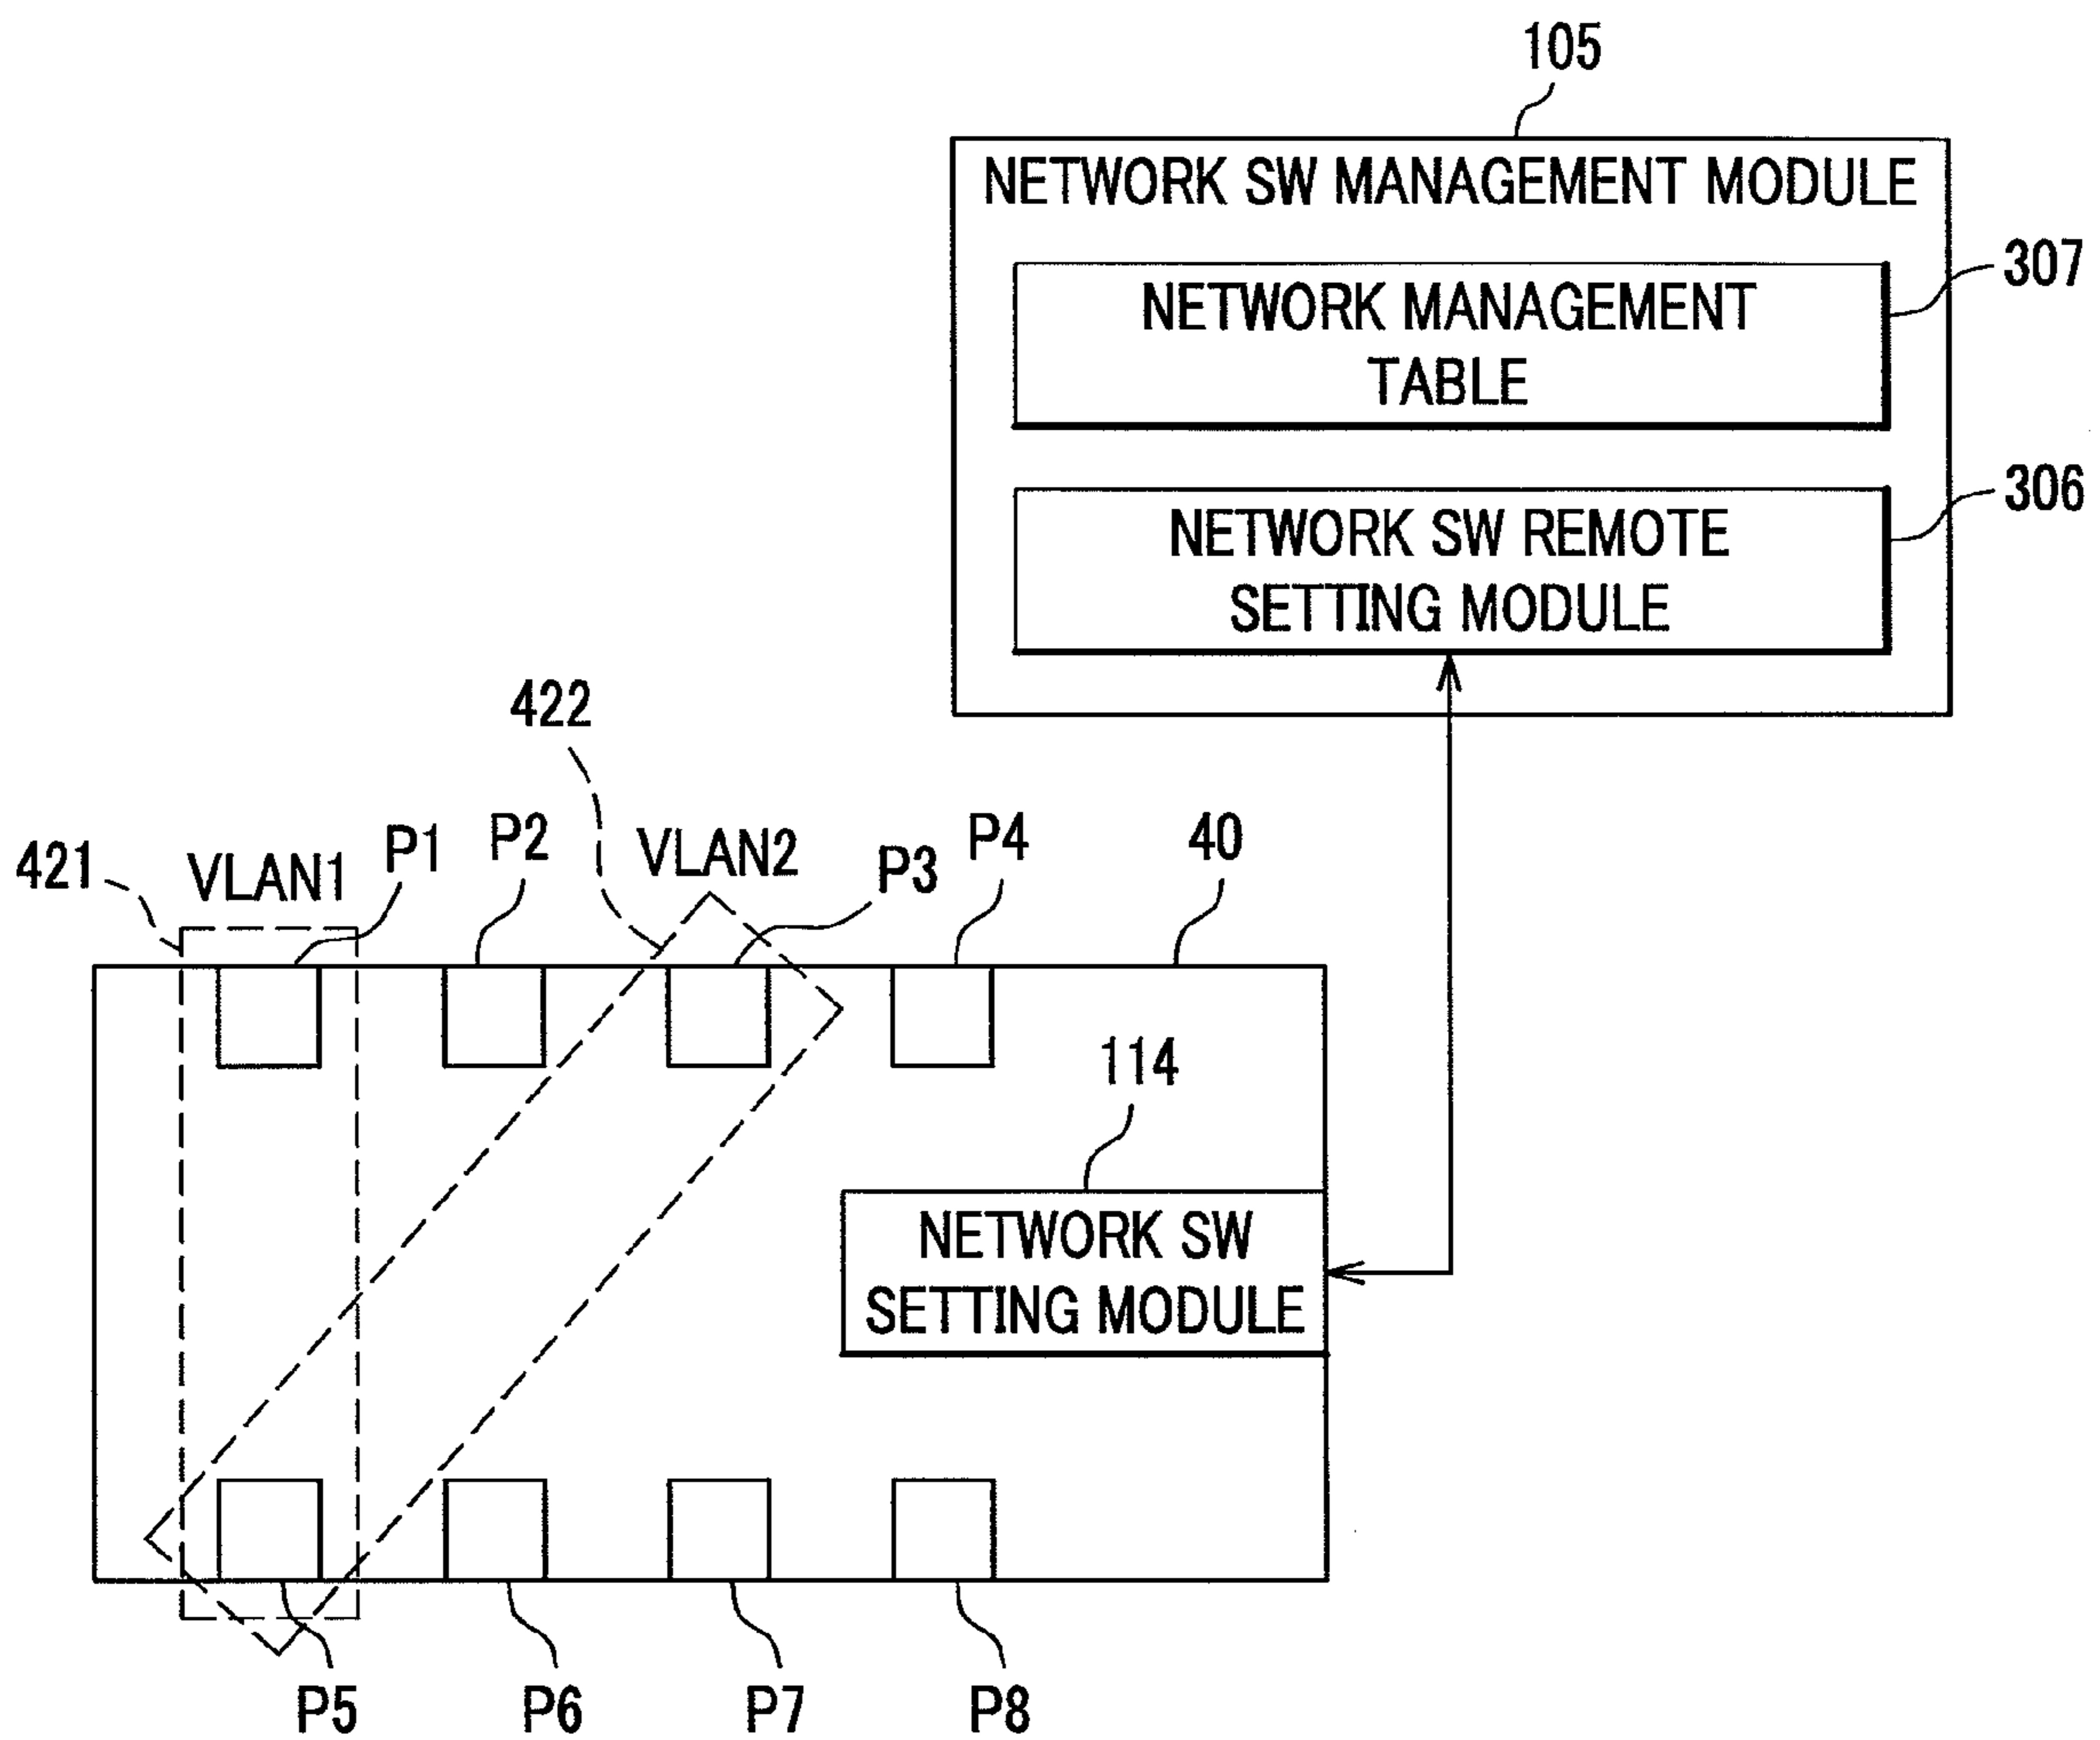 105
NETWORK SW MANAGEMENT MODULE
307
NETWORK MANAGEMENT
TABLE
306
NETWORK SW REMOTE
SETTING MODULE
422
421
VLAN1
P1
P2
VLAN2
P3
P4
40
114
NETWORK SW
SETTING MODULE
P5
P6
P7
P8